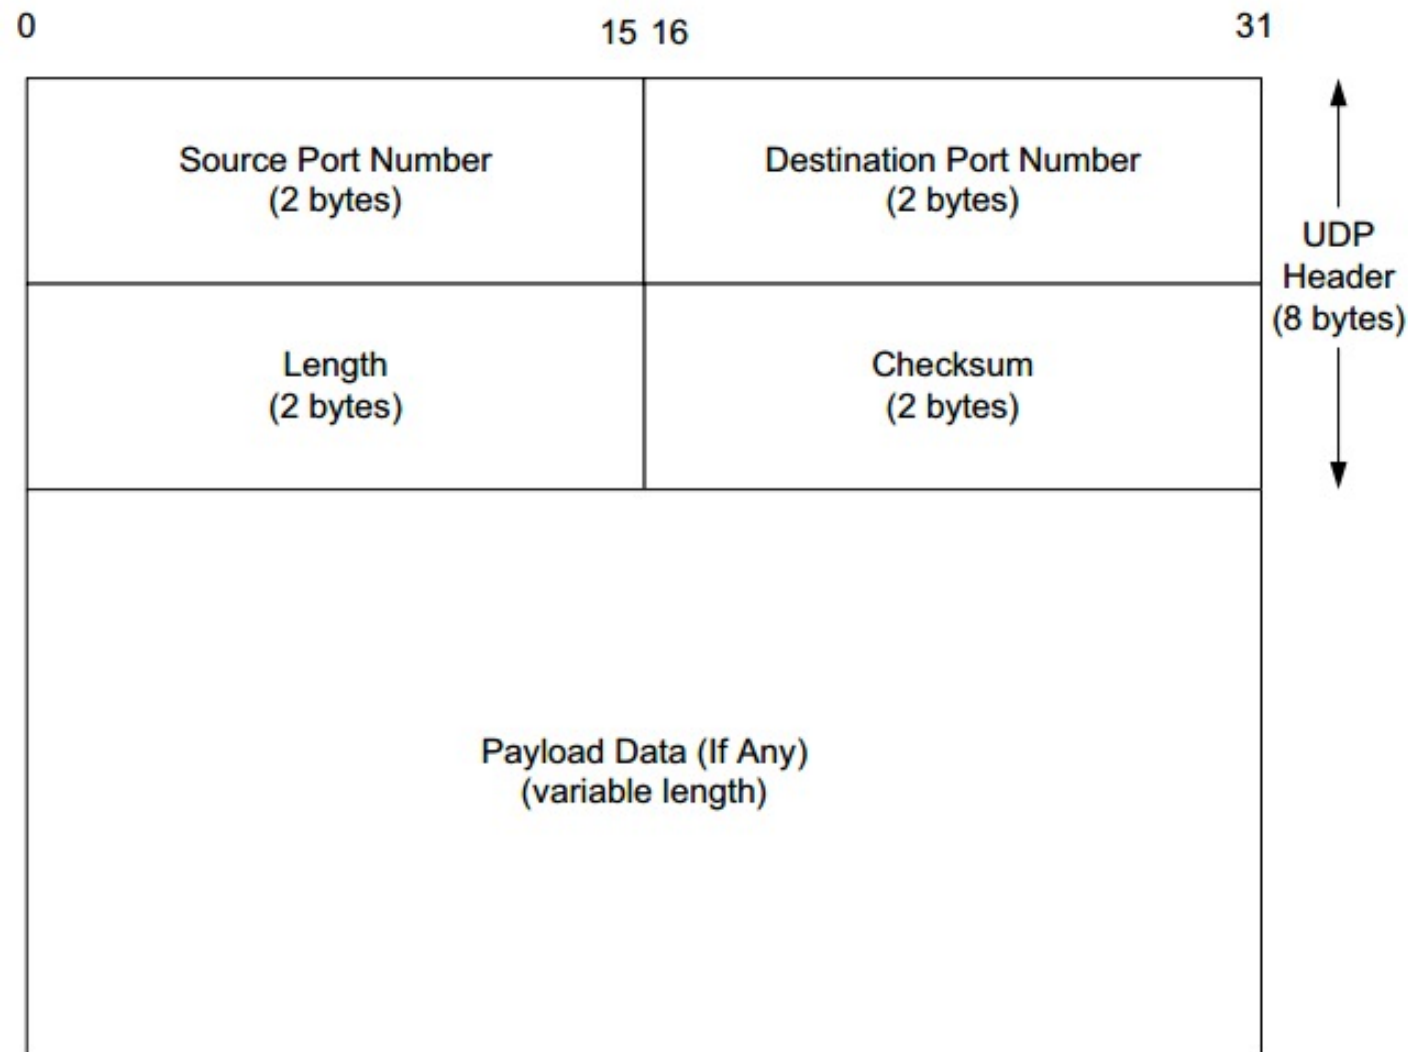 0
15 16
31
Source Port Number
(2 bytes)
Destination Port Number
(2 bytes)
UDP
Header
(8 bytes)
Length
(2 bytes)
Checksum
(2 bytes)
Payload Data (If Any)
(variable length)